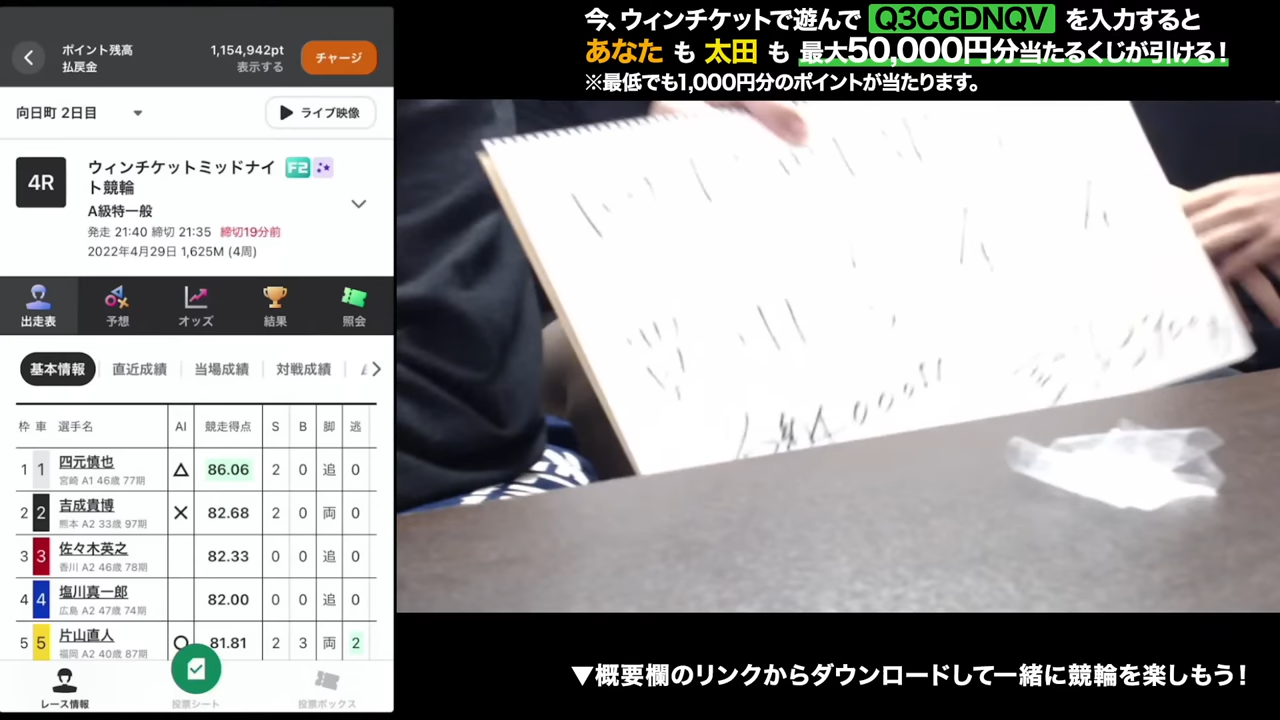 今、ウィンチケットで遊んで Q3CGDNQV を入力すると
あなた も 太田 も 最大50,000円分当たるくじが引ける!
※最低でも1,000円分のポイントが当たります。
ポイント残高 1,154,942pt
払戻金 表示する
チャージ
向日町 2日目
ライブ映像
4R
ウィンチケットミッドナイ
ト競輪
F2
A級特一般
発走 21:40 締切 21:35 締切19分前
2022年4月29日 1,625M (4周)
出走表 予想 オッズ 結果 照会
基本情報 直近成績 当場成績 対戦成績
枠 車 選手名 AI 競走得点 S B 脚 逃
1 1 四元慎也 △ 86.06 2 0 追 0
宮崎 A1 46歳 77期
2 2 吉成貴博 × 82.68 2 0 両 0
熊本 A2 33歳 97期
3 3 佐々木英之 82.33 0 0 追 0
香川 A2 46歳 78期
4 4 塩川真一郎 82.00 0 0 追 0
広島 A2 47歳 74期
5 5 片山直人 ○ 81.81 2 3 両 2
福岡 A2 40歳 87期
レース情報 投票シート 投票ボックス
▼概要欄のリンクからダウンロードして一緒に競輪を楽しもう!